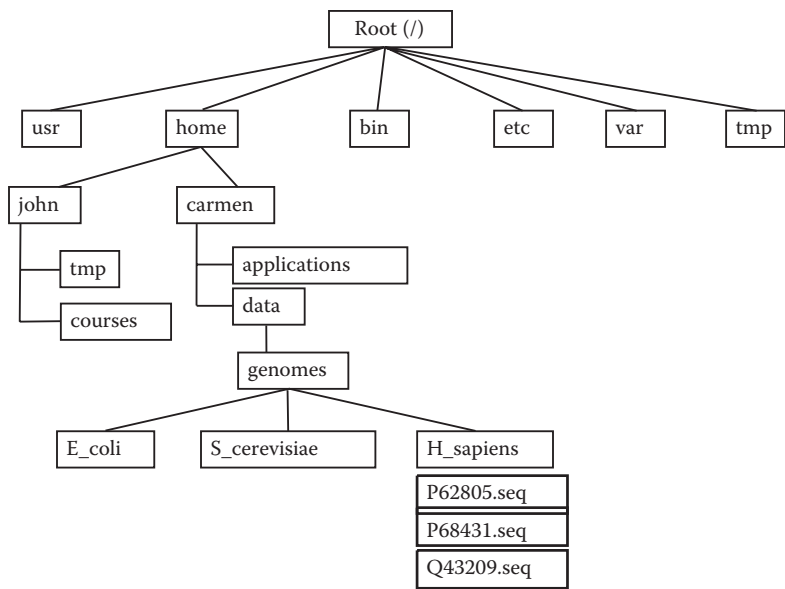 Root (/)
usr
home
bin
etc
var
tmp
john
carmen
tmp
applications
courses
data
genomes
E_coli
S_cerevisiae
H_sapiens
P62805.seq
P68431.seq
Q43209.seq